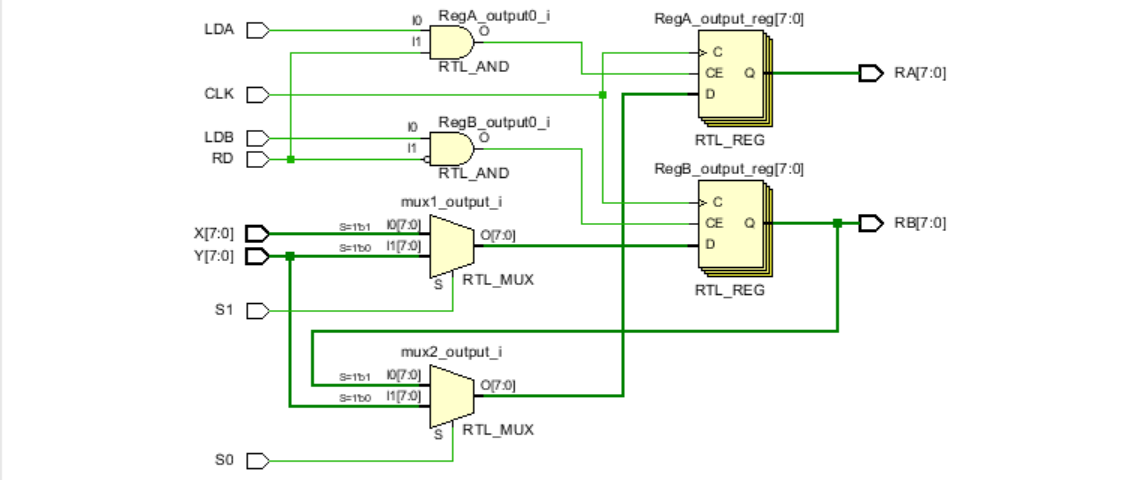 RegA_output0_i
RegA_output_reg[7:0]
LDA
I0
O
I1
C
RTL_AND
CE
Q
RA[7:0]
CLK
D
RegB_output0_i
LDB
I0
O
RTL_REG
I1
RD
RTL_AND
RegB_output_reg[7:0]
mux1_output_i
C
X[7:0]
S=1'b1
I0[7:0]
O[7:0]
CE
Q
RB[7:0]
Y[7:0]
S=1'b0
I1[7:0]
D
S
RTL_MUX
RTL_REG
S1
mux2_output_i
S=1'b1
I0[7:0]
O[7:0]
S=1'b0
I1[7:0]
S
RTL_MUX
S0